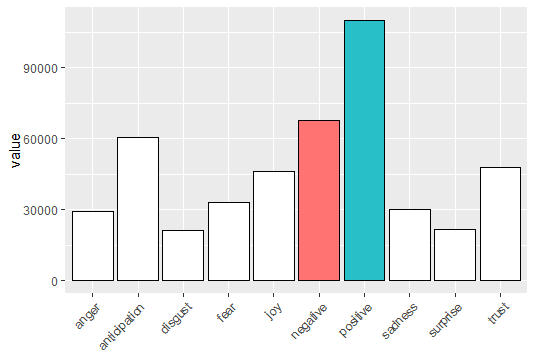 value
90000
60000
30000
0
anger
anticipation
disgust
fear
joy
negative
positive
sadness
surprise
trust